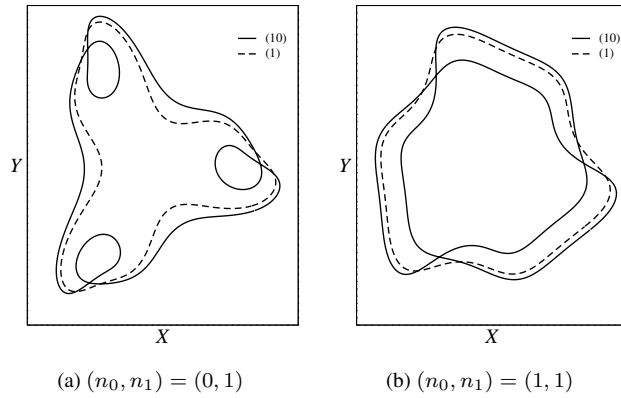 (10)
(1)
Y
X
(a) (n₀, n₁) = (0, 1)
(10)
(1)
Y
X
(b) (n₀, n₁) = (1, 1)